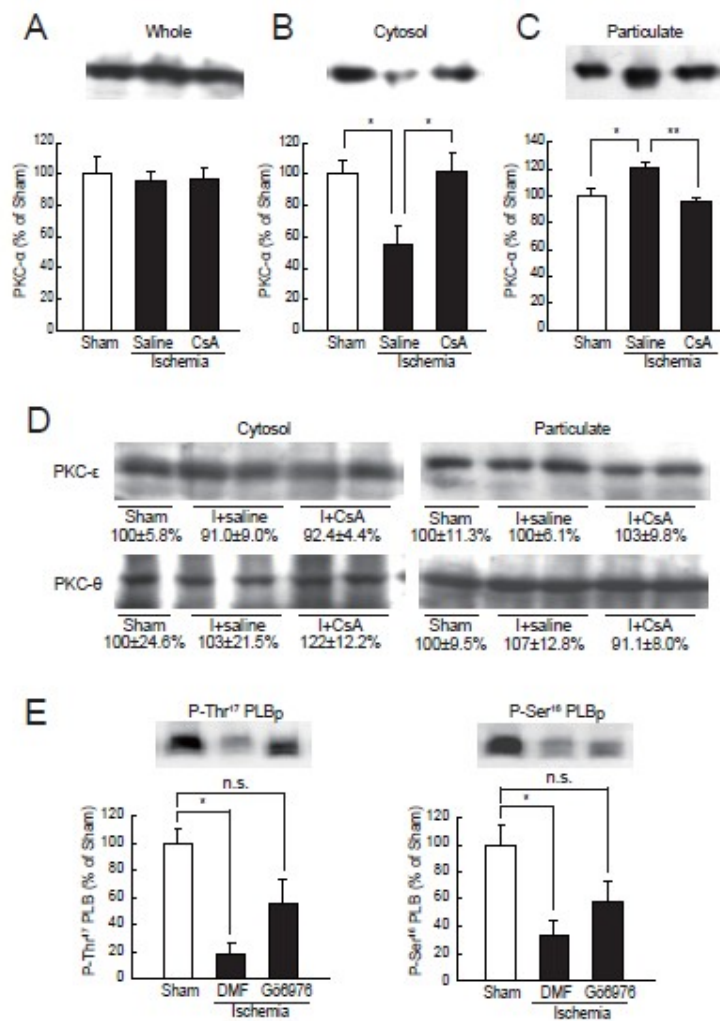 A
Whole
PKC-α (% of Sham)
120
100
80
60
40
20
Sham
Saline
CsA
Ischemia
B
Cytosol
*
*
PKC-α (% of Sham)
120
100
80
60
40
20
Sham
Saline
CsA
Ischemia
C
Particulate
*
**
PKC-α (% of Sham)
140
120
100
80
60
40
20
0
Sham
Saline
CsA
Ischemia
D
Cytosol
Particulate
PKC-ε
Sham I+saline I+CsA
100±5.8% 91.0±9.0% 92.4±4.4%
Sham I+saline I+CsA
100±11.3% 100±6.1% 103±9.8%
PKC-θ
Sham I+saline I+CsA
100±24.6% 103±21.5% 122±12.2%
Sham I+saline I+CsA
100±9.5% 107±12.8% 91.1±8.0%
E
P-Thr¹⁷ PLBp
n.s.
*
P-Thr¹⁷ PLB (% of Sham)
120
100
80
60
40
20
0
Sham
DMF
Gö6976
Ischemia
P-Ser¹⁶ PLBp
n.s.
*
P-Ser¹⁶ PLB (% of Sham)
120
100
80
60
40
20
0
Sham
DMF
Gö6976
Ischemia